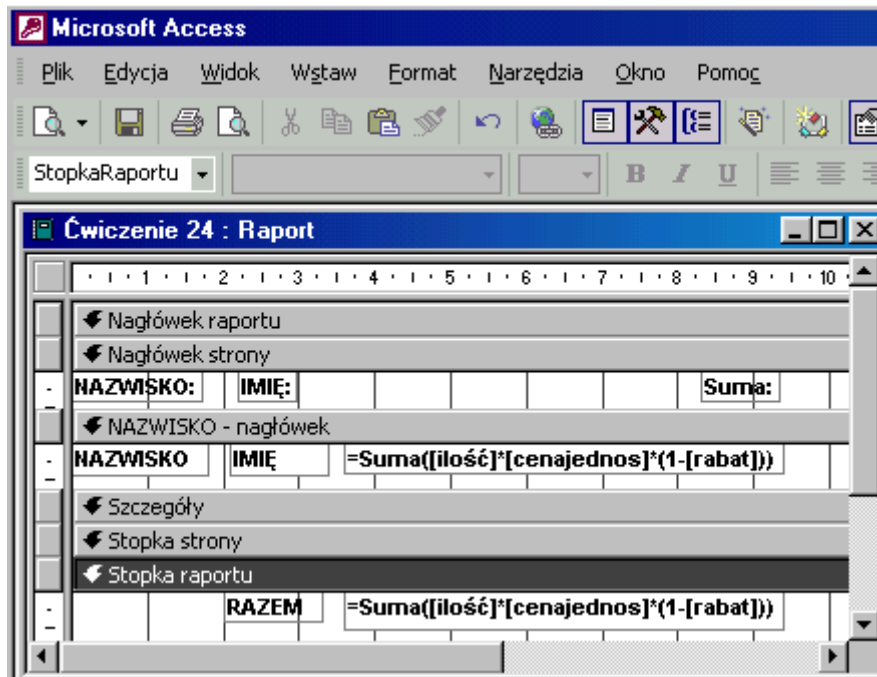 Microsoft Access
Plik Edycja Widok Wstaw Format Narzędzia Okno Pomoc
StopkaRaportu B I U
Ćwiczenie 24 : Raport
1 2 3 4 5 6 7 8 9 10
Nagłówek raportu
Nagłówek strony
NAZWISKO: IMIĘ: Suma:
NAZWISKO - nagłówek
NAZWISKO IMIĘ =Suma([ilość]*[cenajednos]*(1-[rabat]))
Szczegóły
Stopka strony
Stopka raportu
RAZEM =Suma([ilość]*[cenajednos]*(1-[rabat]))